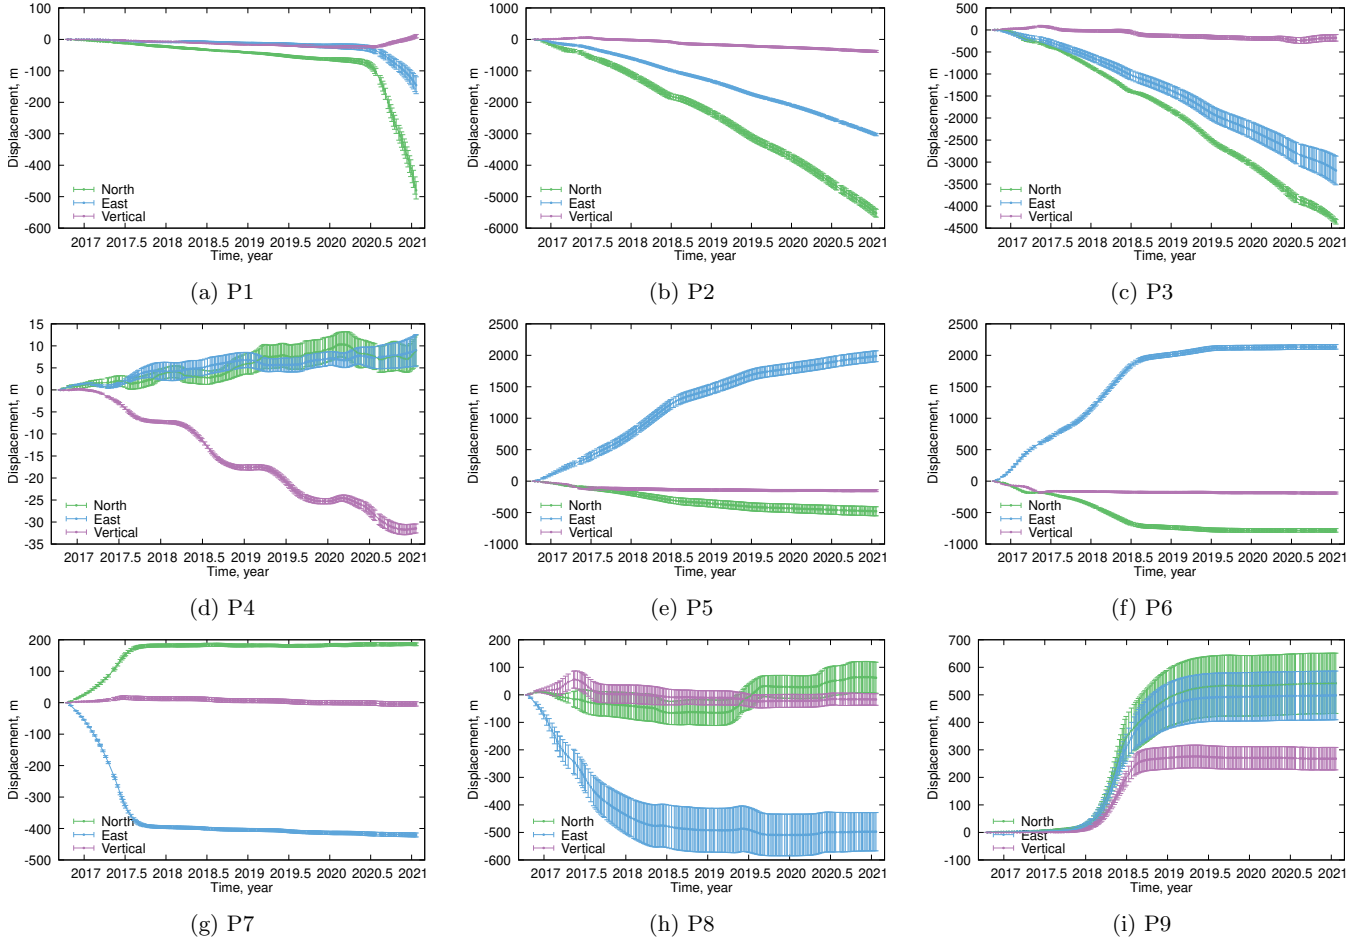 100
0
-100
-200
-300
-400
-500
-600
Displacement, m
North
East
Vertical
2017 2017.5 2018 2018.5 2019 2019.5 2020 2020.5 2021
Time, year
(a) P1
1000
0
-1000
-2000
-3000
-4000
-5000
-6000
Displacement, m
North
East
Vertical
2017 2017.5 2018 2018.5 2019 2019.5 2020 2020.5 2021
Time, year
(b) P2
500
0
-500
-1000
-1500
-2000
-2500
-3000
-3500
-4000
-4500
Displacement, m
North
East
Vertical
2017 2017.5 2018 2018.5 2019 2019.5 2020 2020.5 2021
Time, year
(c) P3
15
10
5
0
-5
-10
-15
-20
-25
-30
-35
Displacement, m
North
East
Vertical
2017 2017.5 2018 2018.5 2019 2019.5 2020 2020.5 2021
Time, year
(d) P4
2500
2000
1500
1000
500
0
-500
-1000
Displacement, m
North
East
Vertical
2017 2017.5 2018 2018.5 2019 2019.5 2020 2020.5 2021
Time, year
(e) P5
2500
2000
1500
1000
500
0
-500
-1000
Displacement, m
North
East
Vertical
2017 2017.5 2018 2018.5 2019 2019.5 2020 2020.5 2021
Time, year
(f) P6
200
100
0
-100
-200
-300
-400
-500
Displacement, m
North
East
Vertical
2017 2017.5 2018 2018.5 2019 2019.5 2020 2020.5 2021
Time, year
(g) P7
200
100
0
-100
-200
-300
-400
-500
-600
Displacement, m
North
East
Vertical
2017 2017.5 2018 2018.5 2019 2019.5 2020 2020.5 2021
Time, year
(h) P8
700
600
500
400
300
200
100
0
-100
Displacement, m
North
East
Vertical
2017 2017.5 2018 2018.5 2019 2019.5 2020 2020.5 2021
Time, year
(i) P9